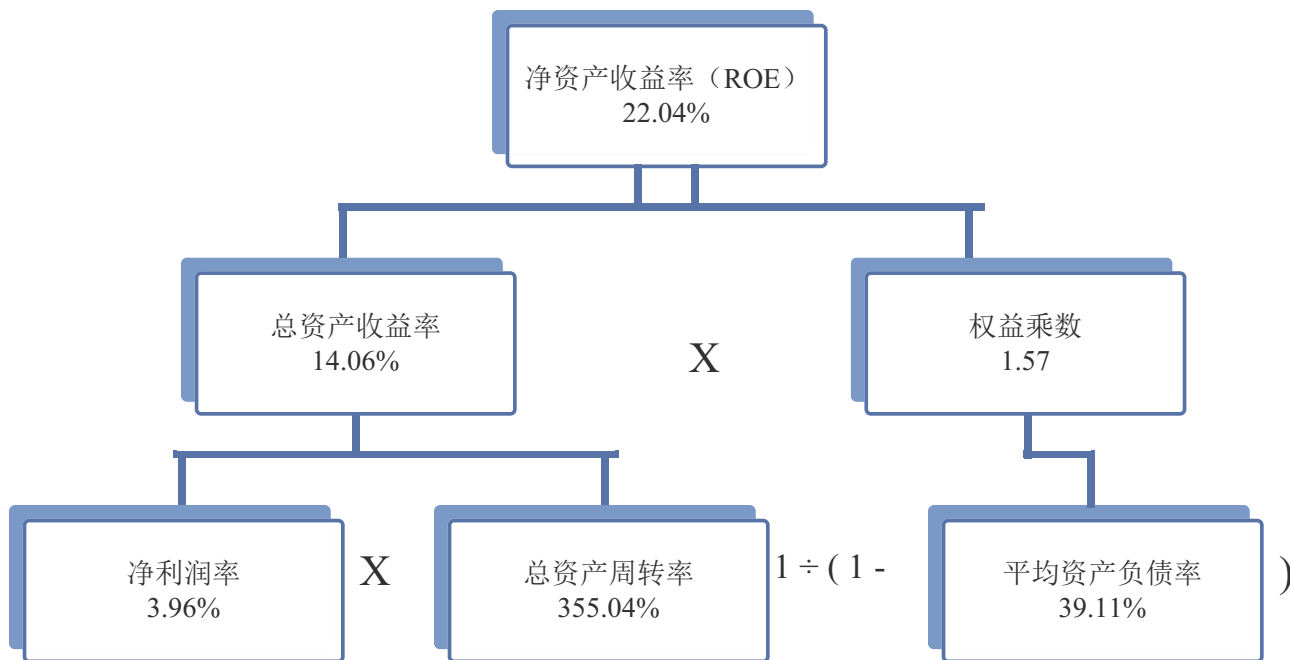 净资产收益率（ROE）
22.04%
总资产收益率
14.06%
X
权益乘数
1.57
净利润率
3.96%
X
总资产周转率
355.04%
1 ÷ ( 1 -
平均资产负债率
39.11%
)